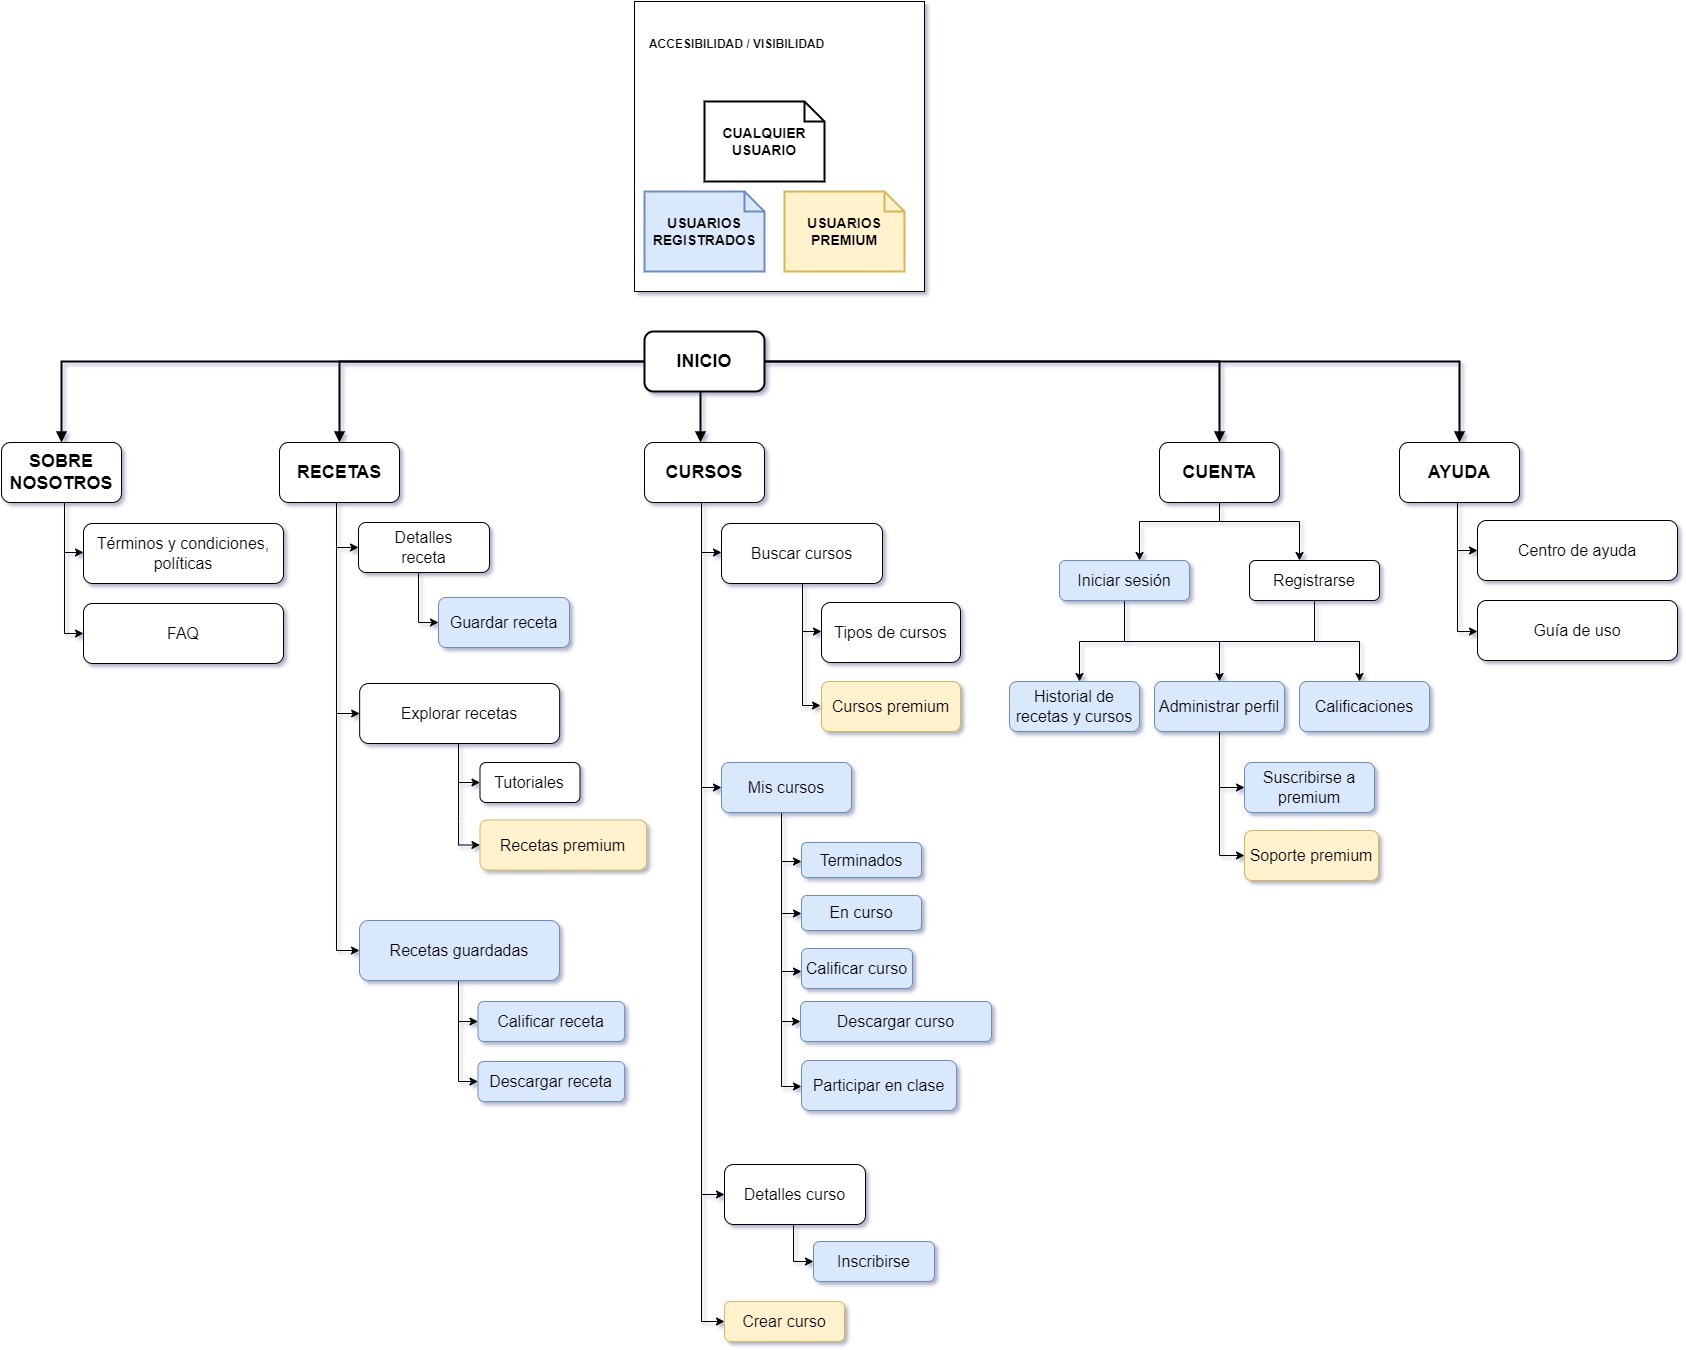 ACCESIBILIDAD / VISIBILIDAD
CUALQUIER
USUARIO
USUARIOS
REGISTRADOS
USUARIOS
PREMIUM
INICIO
SOBRE
NOSOTROS
Términos y condiciones,
políticas
FAQ
RECETAS
Detalles
receta
Guardar receta
Explorar recetas
Tutoriales
Recetas premium
Recetas guardadas
Calificar receta
Descargar receta
CURSOS
Buscar cursos
Tipos de cursos
Cursos premium
Mis cursos
Terminados
En curso
Calificar curso
Descargar curso
Participar en clase
Detalles curso
Inscribirse
Crear curso
CUENTA
Iniciar sesión
Registrarse
Historial de
recetas y cursos
Administrar perfil
Calificaciones
Suscribirse a
premium
Soporte premium
AYUDA
Centro de ayuda
Guía de uso